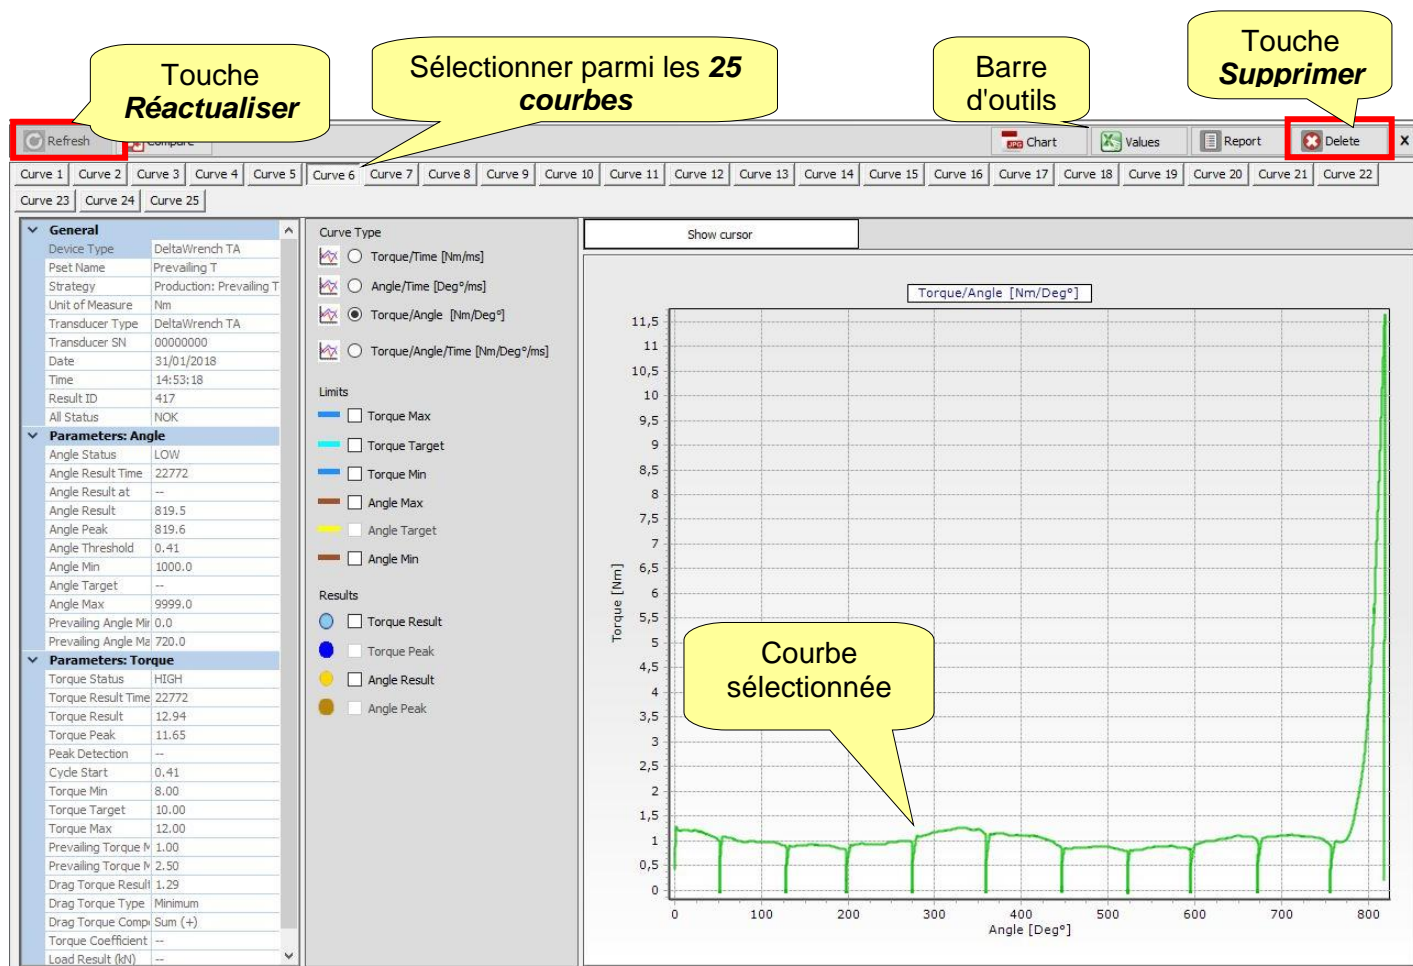 Touche
Réactualiser
Sélectionner parmi les 25
courbes
Barre
d'outils
Touche
Supprimer
Refresh
Compare
Chart
Values
Report
Delete
X
Curve 1 Curve 2 Curve 3 Curve 4 Curve 5 Curve 6 Curve 7 Curve 8 Curve 9 Curve 10 Curve 11 Curve 12 Curve 13 Curve 14 Curve 15 Curve 16 Curve 17 Curve 18 Curve 19 Curve 20 Curve 21 Curve 22
Curve 23 Curve 24 Curve 25
General
Device Type DeltaWrench TA
Pset Name Prevailing T
Strategy Production: Prevailing T
Unit of Measure Nm
Transducer Type DeltaWrench TA
Transducer SN 00000000
Date 31/01/2018
Time 14:53:18
Result ID 417
All Status NOK
Parameters: Angle
Angle Status LOW
Angle Result Time 22772
Angle Result at --
Angle Result 819.5
Angle Peak 819.6
Angle Threshold 0.41
Angle Min 1000.0
Angle Target --
Angle Max 9999.0
Prevailing Angle Mir 0.0
Prevailing Angle Ma 720.0
Parameters: Torque
Torque Status HIGH
Torque Result Time 22772
Torque Result 12.94
Torque Peak 11.65
Peak Detection --
Cycle Start 0.41
Torque Min 8.00
Torque Target 10.00
Torque Max 12.00
Prevailing Torque M 1.00
Prevailing Torque M 2.50
Drag Torque Result 1.29
Drag Torque Type Minimum
Drag Torque Comp Sum (+)
Torque Coefficient --
Load Result (kN) --
Curve Type
Torque/Time [Nm/ms]
Angle/Time [Deg°/ms]
Torque/Angle [Nm/Deg°]
Torque/Angle/Time [Nm/Deg°/ms]
Limits
Torque Max
Torque Target
Torque Min
Angle Max
Angle Target
Angle Min
Results
Torque Result
Torque Peak
Angle Result
Angle Peak
Show cursor
Torque/Angle [Nm/Deg°]
11,5
11
10,5
10
9,5
9
8,5
8
7,5
7
6,5
6
5,5
5
4,5
4
3,5
3
2,5
2
1,5
1
0,5
0
Torque [Nm]
Courbe
sélectionnée
0 100 200 300 400 500 600 700 800
Angle [Deg°]